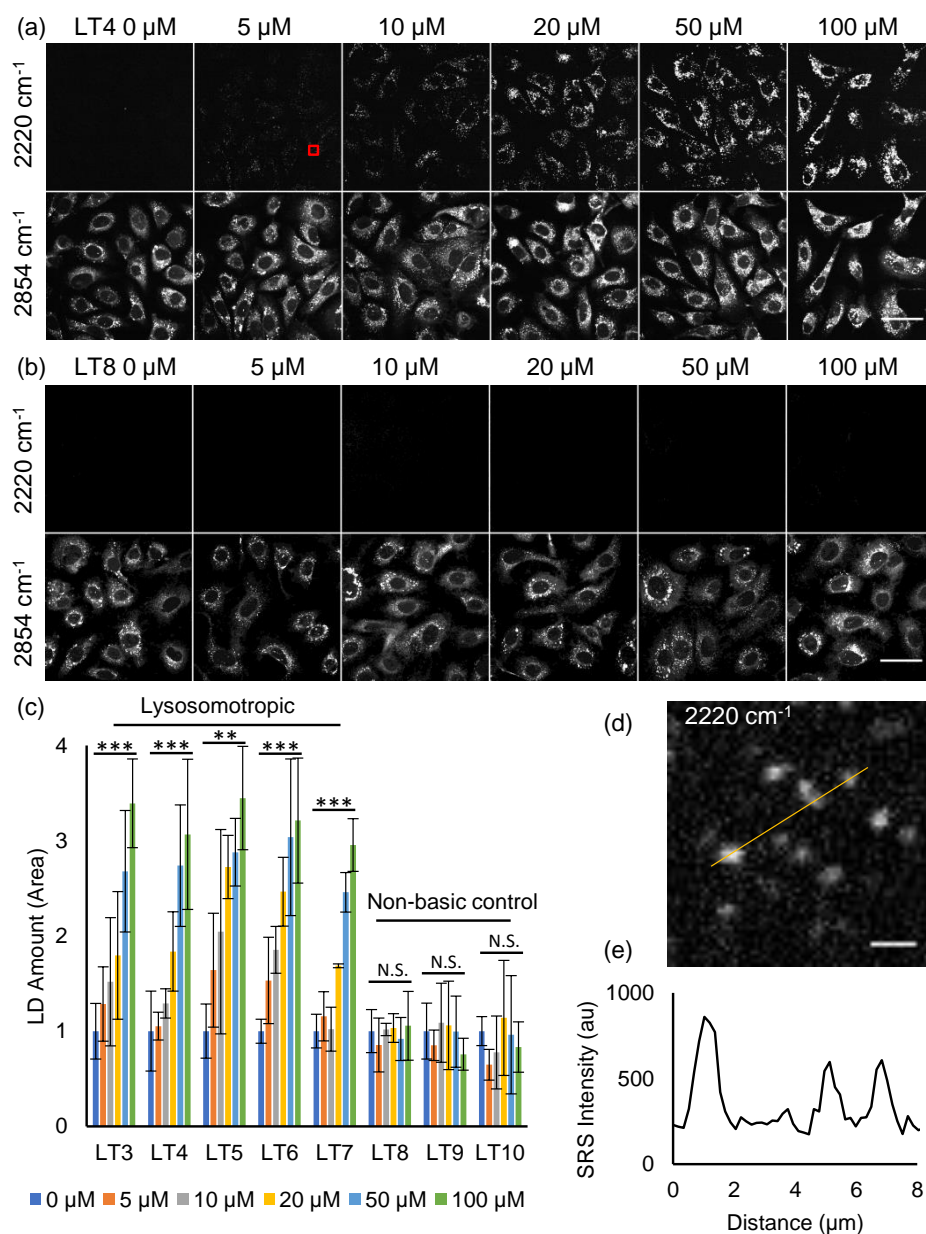 (a) LT4 0 µM 5 µM 10 µM 20 µM 50 µM 100 µM
2220 cm⁻¹
2854 cm⁻¹
(b) LT8 0 µM 5 µM 10 µM 20 µM 50 µM 100 µM
2220 cm⁻¹
2854 cm⁻¹
(c)
Lysosomotropic
*** *** ** *** ***
Non-basic control
N.S. N.S. N.S.
LD Amount (Area)
4
3
2
1
0
LT3 LT4 LT5 LT6 LT7 LT8 LT9 LT10
0 µM 5 µM 10 µM 20 µM 50 µM 100 µM
(d) 2220 cm⁻¹
(e)
SRS Intensity (au)
1000
500
0
0 2 4 6 8
Distance (µm)